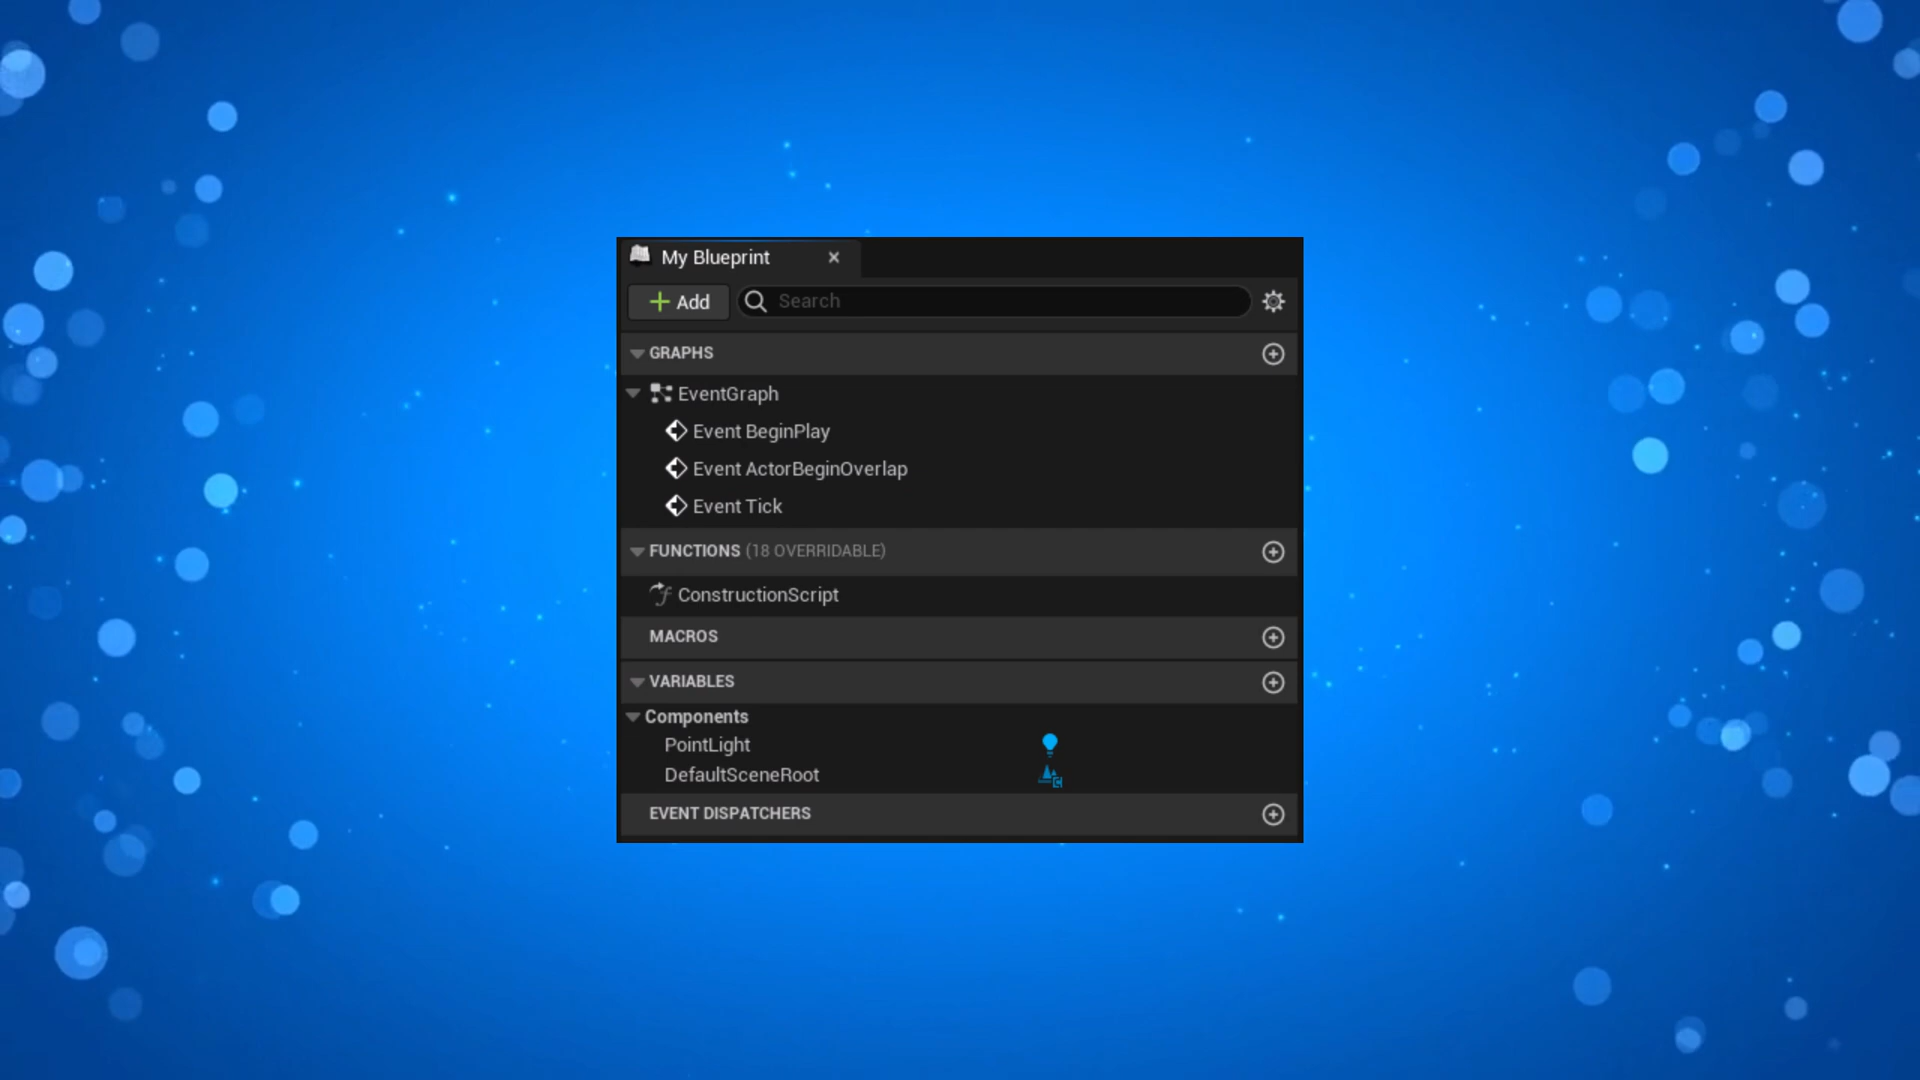 My Blueprint
Add
Search
GRAPHS
EventGraph
Event BeginPlay
Event ActorBeginOverlap
Event Tick
FUNCTIONS (18 OVERRIDABLE)
ConstructionScript
MACROS
VARIABLES
Components
PointLight
DefaultSceneRoot
EVENT DISPATCHERS